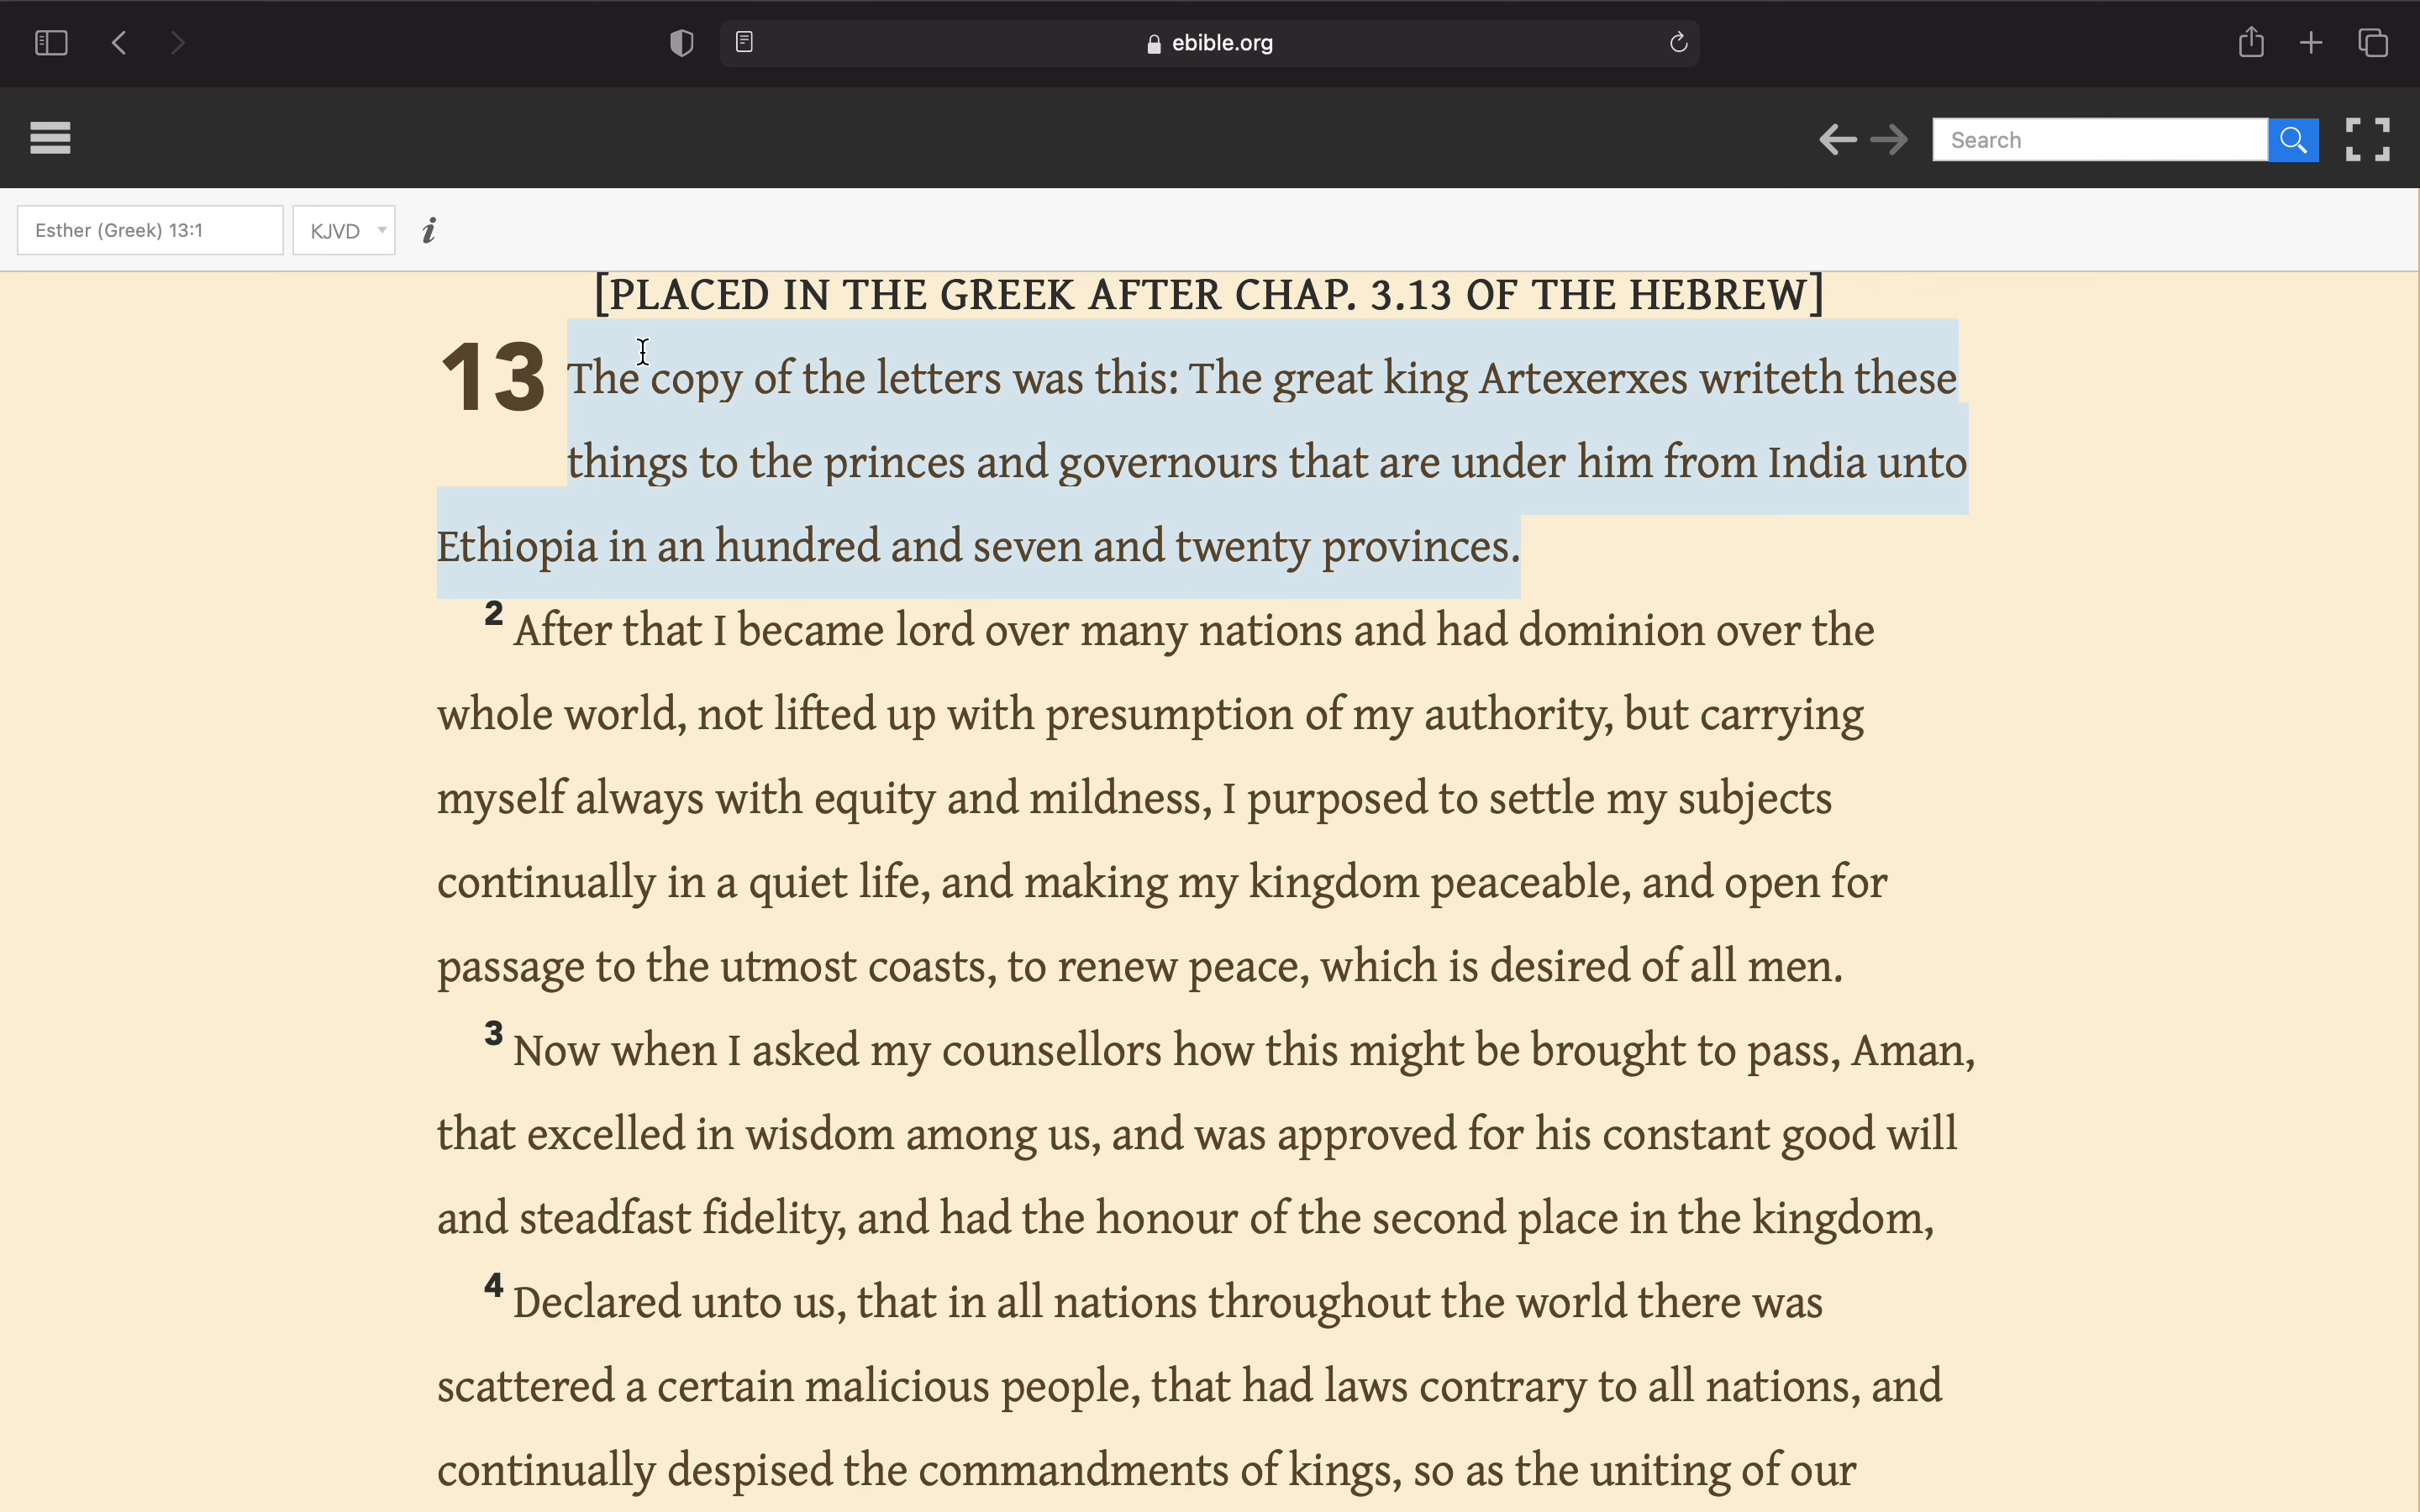 ebible.org
Search
Esther (Greek) 13:1 KJVD i
[PLACED IN THE GREEK AFTER CHAP. 3.13 OF THE HEBREW]
13 The copy of the letters was this: The great king Artexerxes writeth these
things to the princes and governours that are under him from India unto
Ethiopia in an hundred and seven and twenty provinces.
2 After that I became lord over many nations and had dominion over the
whole world, not lifted up with presumption of my authority, but carrying
myself always with equity and mildness, I purposed to settle my subjects
continually in a quiet life, and making my kingdom peaceable, and open for
passage to the utmost coasts, to renew peace, which is desired of all men.
3 Now when I asked my counsellors how this might be brought to pass, Aman,
that excelled in wisdom among us, and was approved for his constant good will
and steadfast fidelity, and had the honour of the second place in the kingdom,
4 Declared unto us, that in all nations throughout the world there was
scattered a certain malicious people, that had laws contrary to all nations, and
continually despised the commandments of kings, so as the uniting of our